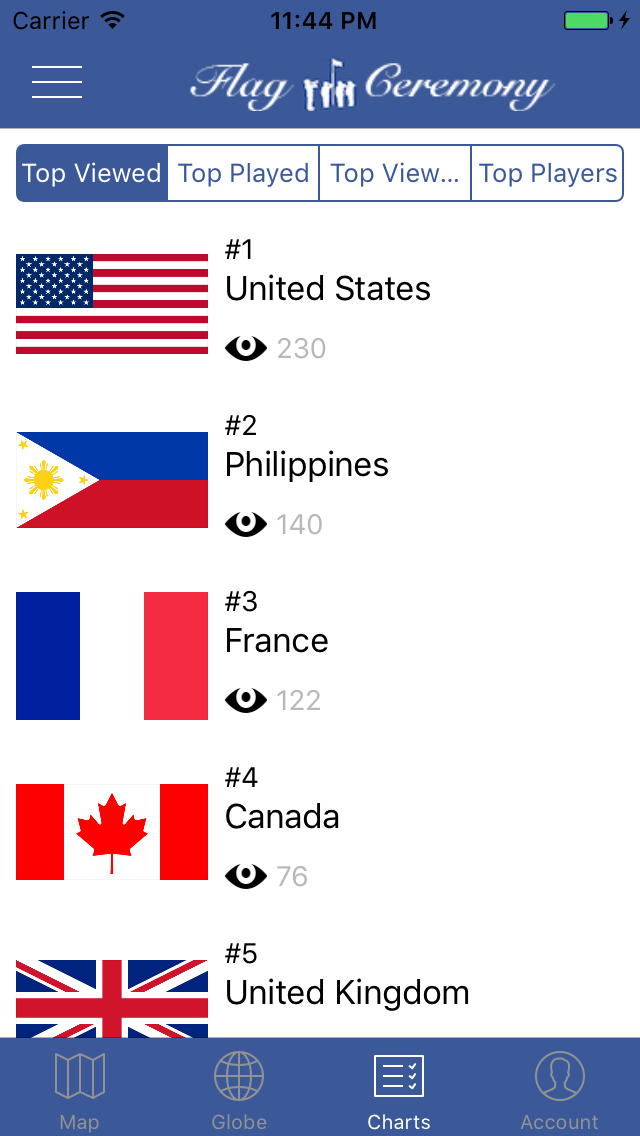 Carrier 11:44 PM
Flag Ceremony
Top Viewed Top Played Top View... Top Players
#1
United States
230
#2
Philippines
140
#3
France
122
#4
Canada
76
#5
United Kingdom
Map Globe Charts Account